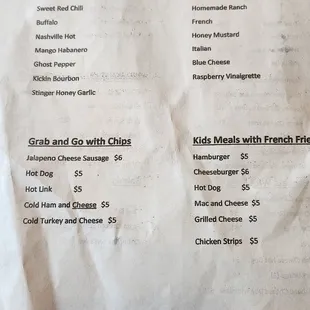 Sweet Red Chili
Buffalo
Nashville Hot
Mango Habanero
Ghost Pepper
Kickin Bourbon
Stinger Honey Garlic
Homemade Ranch
French
Honey Mustard
Italian
Blue Cheese
Raspberry Vinaigrette
Grab and Go with Chips
Jalapeno Cheese Sausage $6
Hot Dog $5
Hot Link $5
Cold Ham and Cheese $5
Cold Turkey and Cheese $5
Kids Meals with French Frie
Hamburger $5
Cheeseburger $6
Hot Dog $5
Mac and Cheese $5
Grilled Cheese $5
Chicken Strips $5